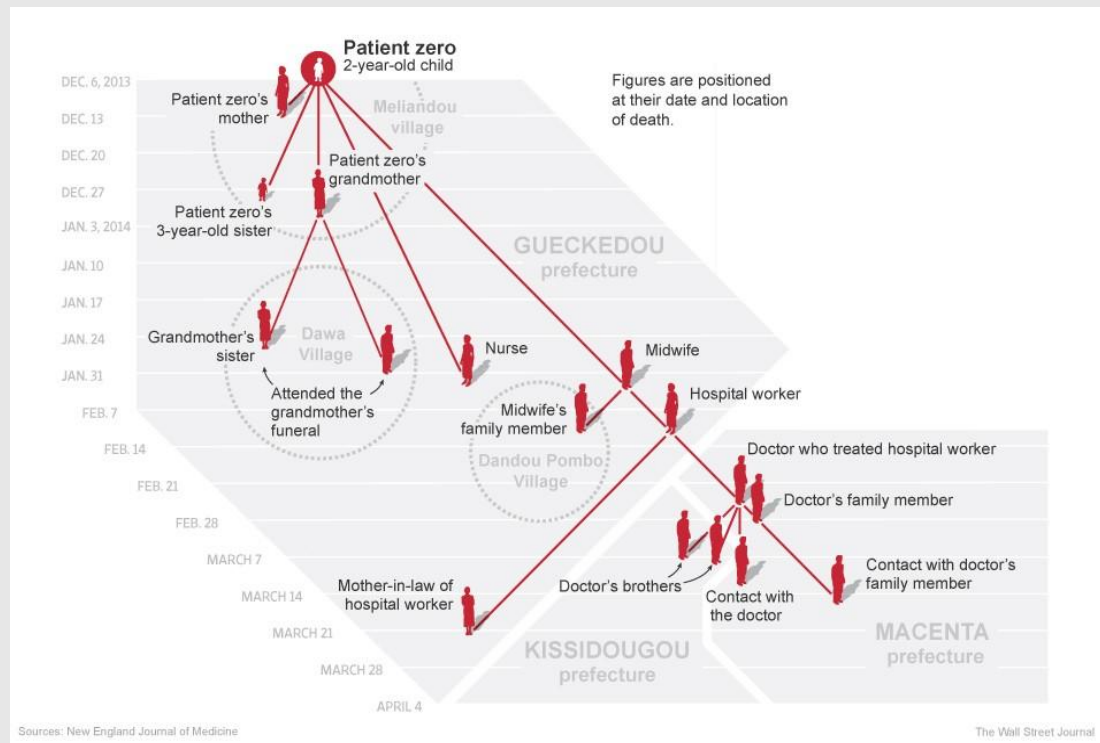 Patient zero
2-year-old child
Figures are positioned
at their date and location
of death.
DEC. 6, 2013
DEC. 13
DEC. 20
DEC. 27
JAN. 3, 2014
JAN. 10
JAN. 17
JAN. 24
JAN. 31
FEB. 7
FEB. 14
FEB. 21
FEB. 28
MARCH 7
MARCH 14
MARCH 21
MARCH 28
APRIL 4
Patient zero's
mother
Meliandou
village
Patient zero's
grandmother
Patient zero's
3-year-old sister
GUECKEDOU
prefecture
Grandmother's
sister
Dawa
Village
Attended the
grandmother's
funeral
Nurse
Midwife
Midwife's
family member
Hospital worker
Dandou Pombo
Village
Doctor who treated hospital worker
Doctor's family member
Doctor's brothers
Contact with
the doctor
Contact with doctor's
family member
Mother-in-law of
hospital worker
KISSIDOUGOU
prefecture
MACENTA
prefecture
Sources: New England Journal of Medicine
The Wall Street Journal